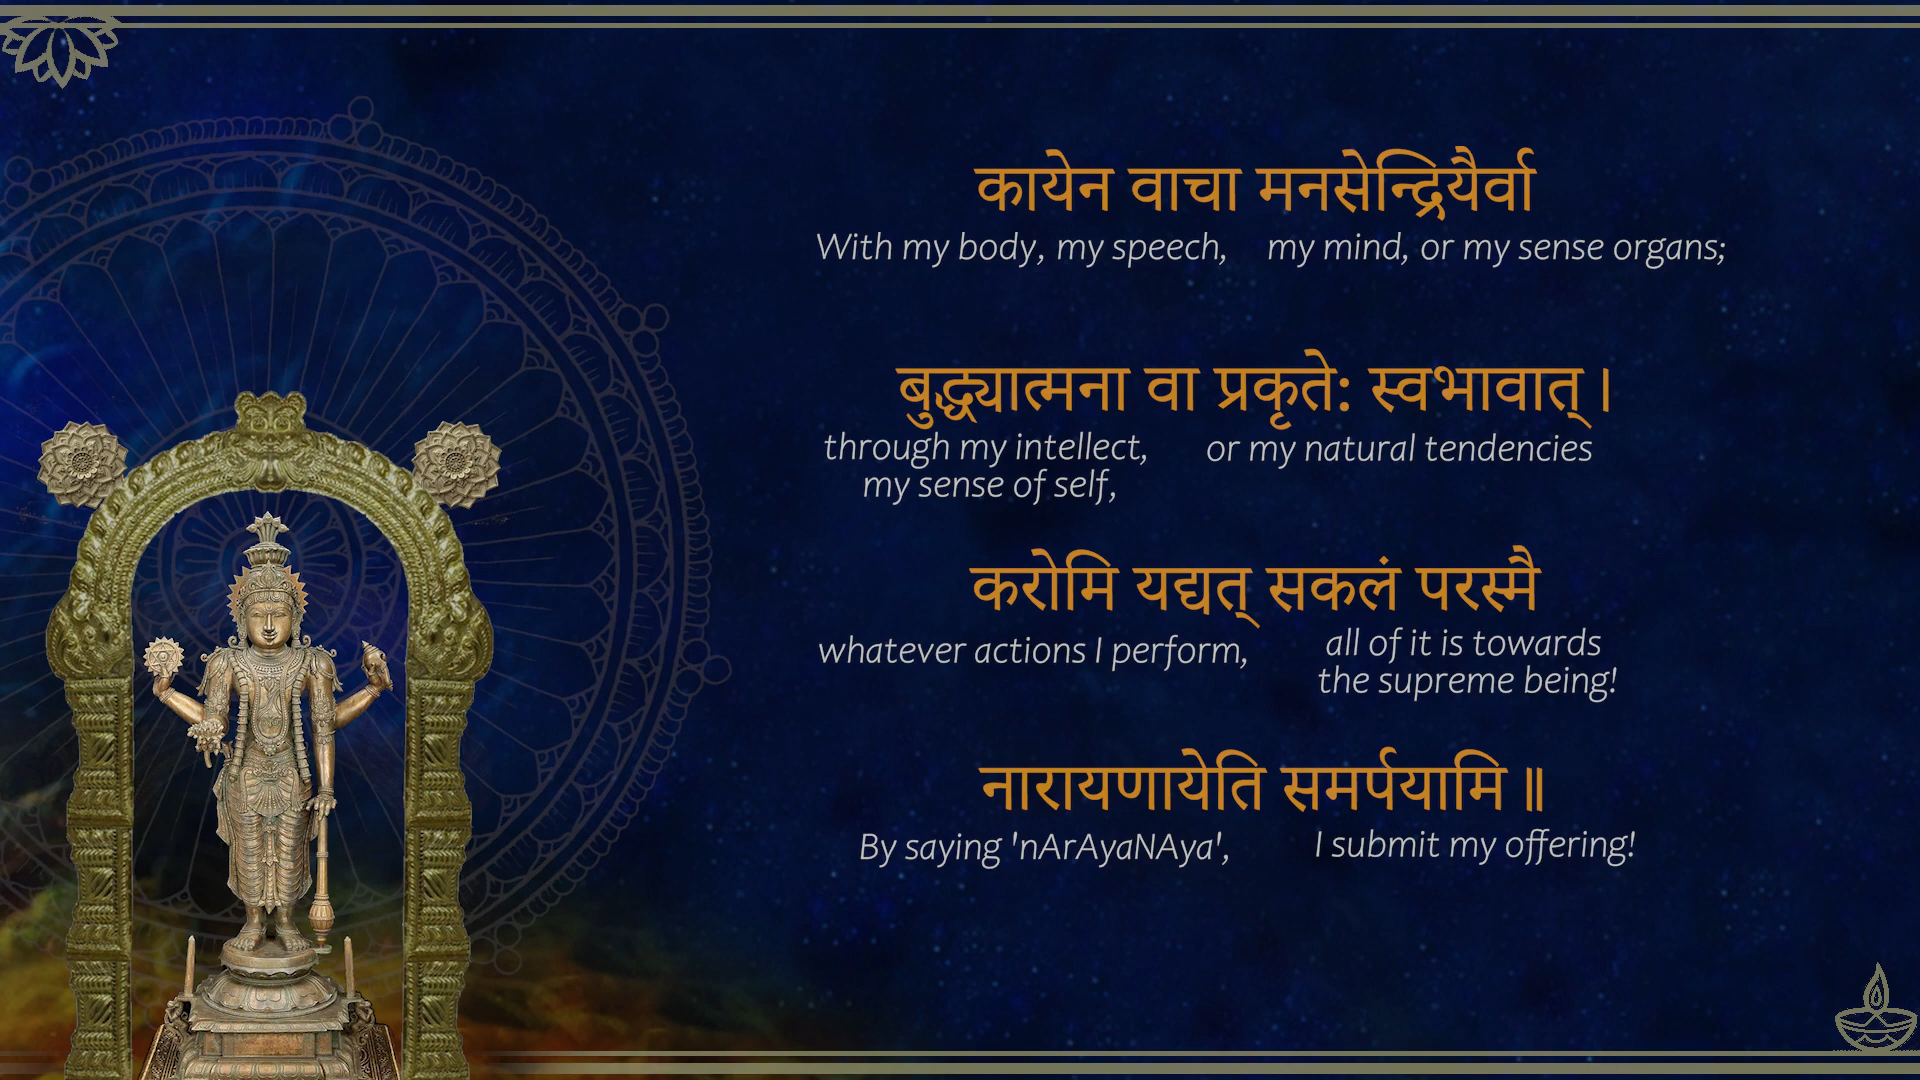 कायेन वाचा मनसेन्द्रियैर्वा
With my body, my speech, my mind, or my sense organs;
बुद्ध्यात्मना वा प्रकृते: स्वभावात् ।
through my intellect, or my natural tendencies
my sense of self,
करोमि यद्यत् सकलं परस्मै
whatever actions I perform, all of it is towards
the supreme being!
नारायणायेति समर्पयामि ॥
By saying 'nArAyaNAya', I submit my offering!